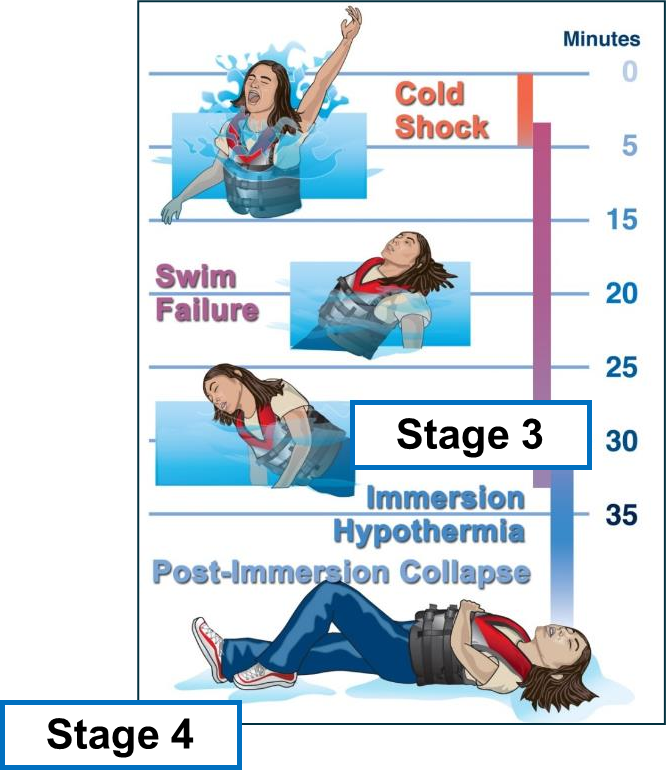 Minutes
0
Cold
Shock
5
15
Swim
Failure
20
25
Stage 3
30
Immersion
Hypothermia
35
Post-Immersion Collapse
Stage 4